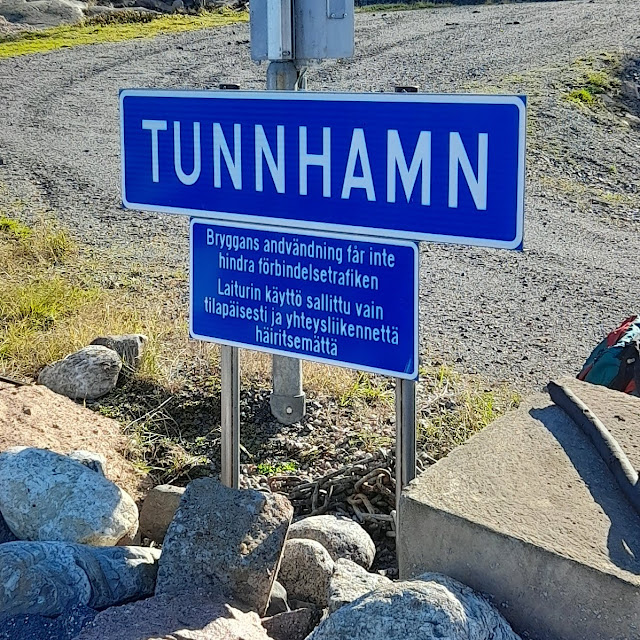 TUNNHAMN
Bryggans andvändning får inte
hindra förbindelsetrafiken
Laiturin käyttö sallittu vain
tilapäisesti ja yhteysliikennettä
häiritsemättä